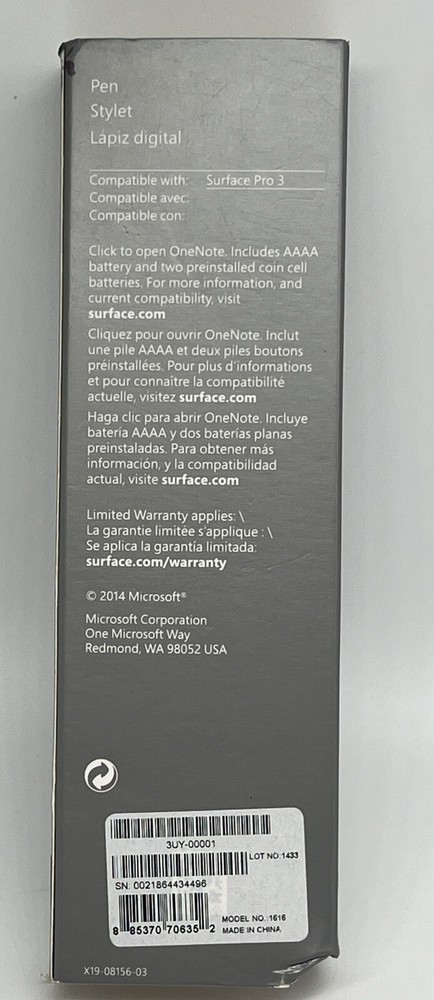 Pen
Stylet
Lápiz digital
Compatible with: Surface Pro 3
Compatible avec:
Compatible con:
Click to open OneNote. Includes AAAA
battery and two preinstalled coin cell
batteries. For more information, and
current compatibility, visit
surface.com
Cliquez pour ouvrir OneNote. Inclut
une pile AAAA et deux piles boutons
préinstallées. Pour plus d'informations
et pour connaître la compatibilité
actuelle, visitez surface.com
Haga clic para abrir OneNote. Incluye
batería AAAA y dos baterías planas
preinstaladas. Para obtener más
información, y la compatibilidad
actual, visite surface.com
Limited Warranty applies: \
La garantie limitée s'applique : \
Se aplica la garantía limitada:
surface.com/warranty
© 2014 Microsoft®
Microsoft Corporation
One Microsoft Way
Redmond, WA 98052 USA
3UY-00001
LOT NO:1433
SN: 0021864434496
8 85370 70635 2
MODEL NO.:1616
MADE IN CHINA
X19-08156-03